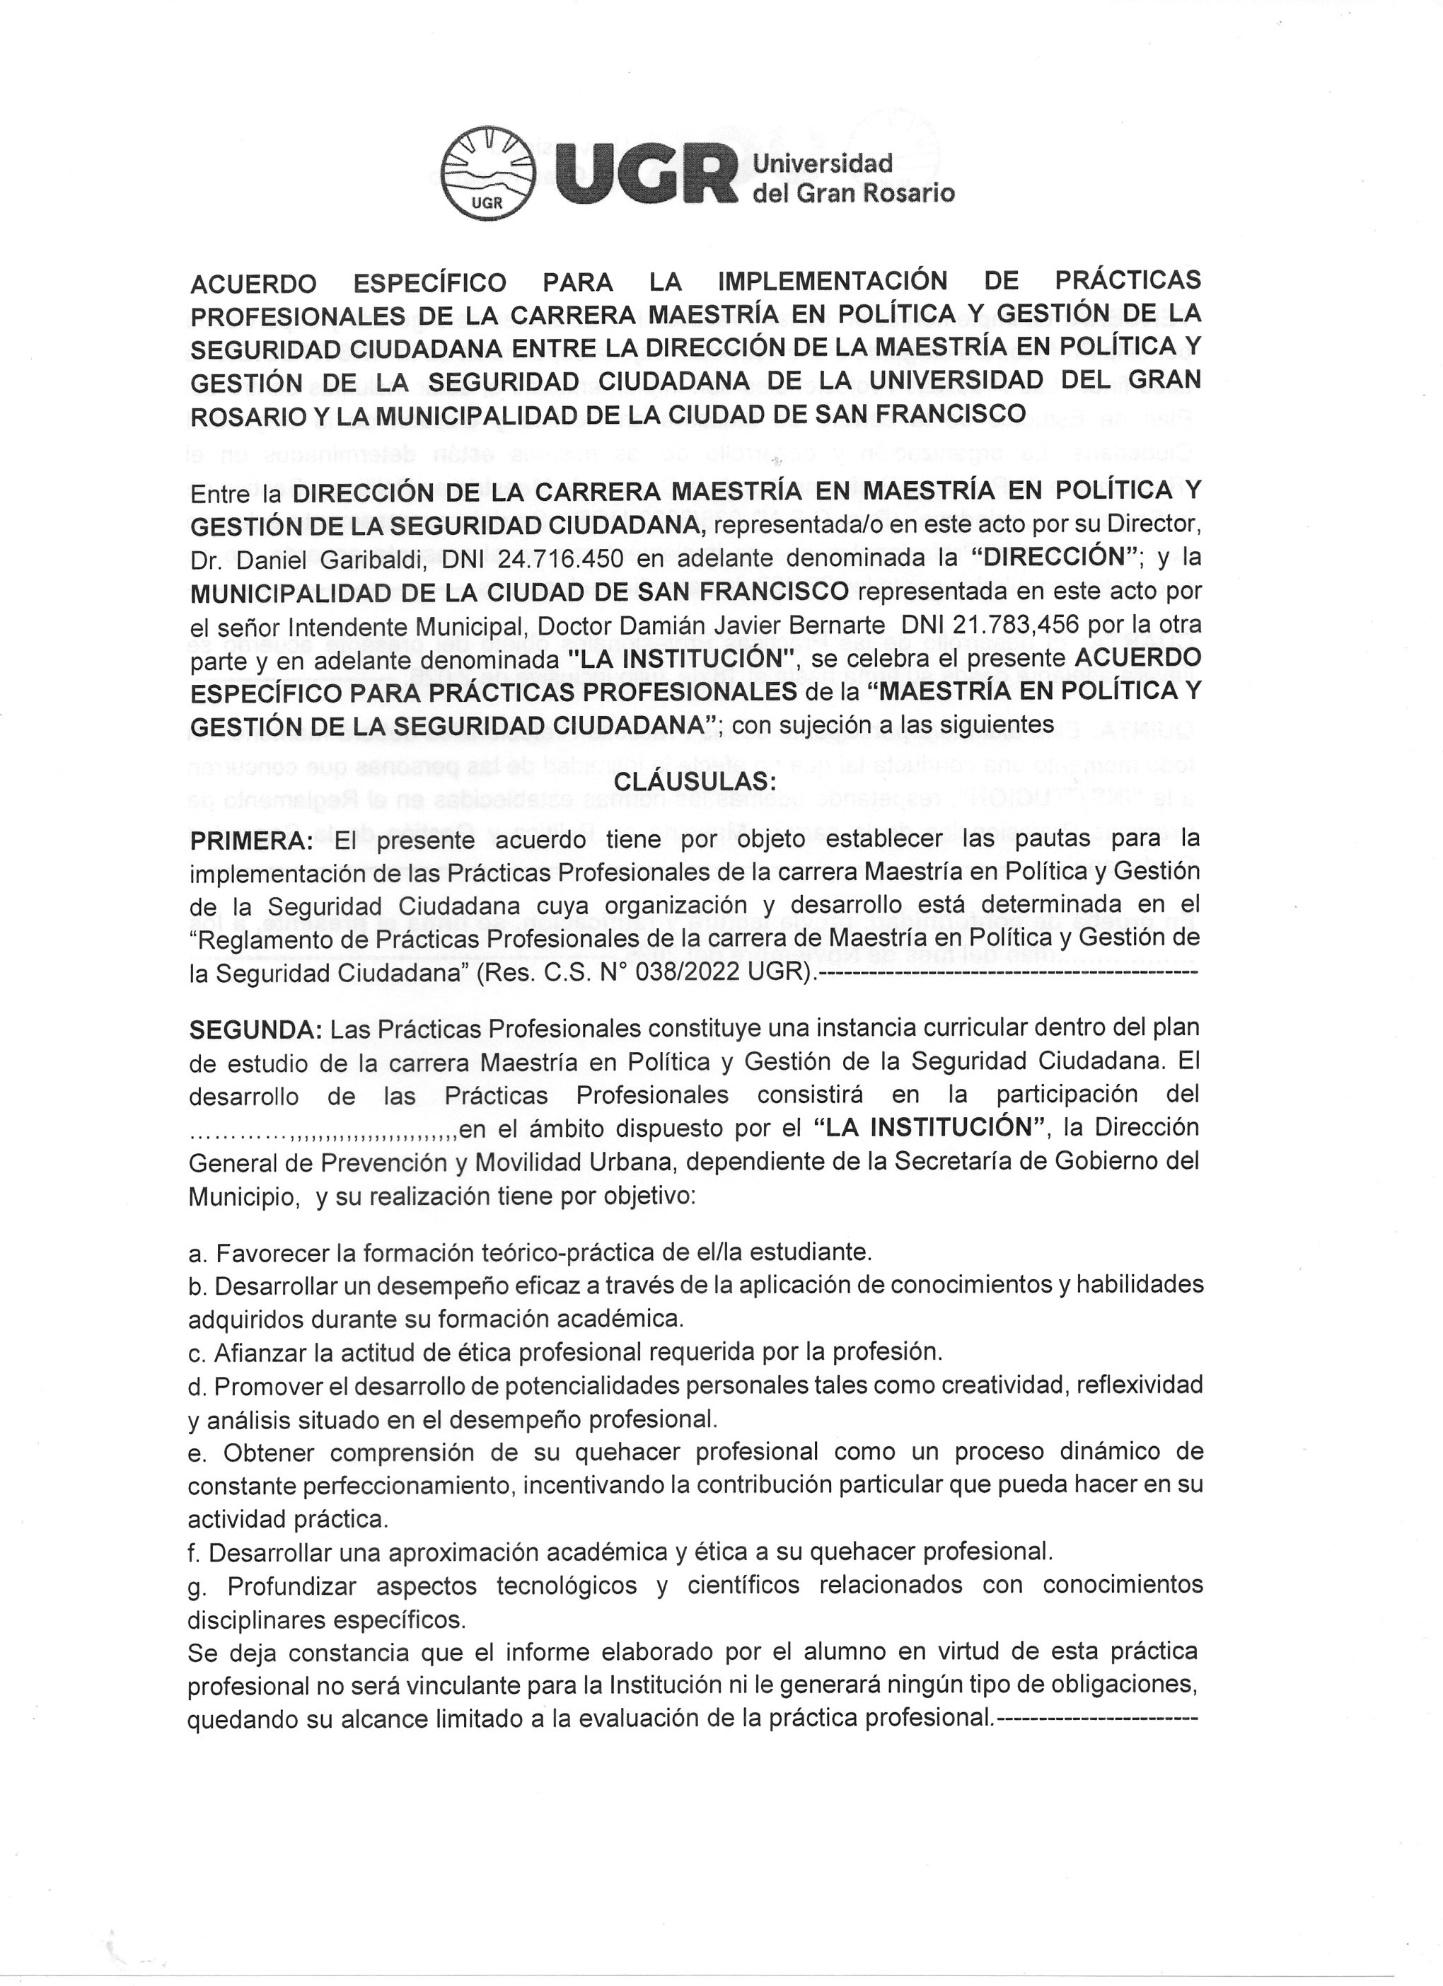 UGR
UGR Universidad
del Gran Rosario
ACUERDO ESPECÍFICO PARA LA IMPLEMENTACIÓN DE PRÁCTICAS
PROFESIONALES DE LA CARRERA MAESTRÍA EN POLÍTICA Y GESTIÓN DE LA
SEGURIDAD CIUDADANA ENTRE LA DIRECCIÓN DE LA MAESTRÍA EN POLÍTICA Y
GESTIÓN DE LA SEGURIDAD CIUDADANA DE LA UNIVERSIDAD DEL GRAN
ROSARIO Y LA MUNICIPALIDAD DE LA CIUDAD DE SAN FRANCISCO
Entre la DIRECCIÓN DE LA CARRERA MAESTRÍA EN MAESTRÍA EN POLÍTICA Y
GESTIÓN DE LA SEGURIDAD CIUDADANA, representada/o en este acto por su Director,
Dr. Daniel Garibaldi, DNI 24.716.450 en adelante denominada la “DIRECCIÓN”; y la
MUNICIPALIDAD DE LA CIUDAD DE SAN FRANCISCO representada en este acto por
el señor Intendente Municipal, Doctor Damián Javier Bernarte DNI 21.783,456 por la otra
parte y en adelante denominada "LA INSTITUCIÓN", se celebra el presente ACUERDO
ESPECÍFICO PARA PRÁCTICAS PROFESIONALES de la “MAESTRÍA EN POLÍTICA Y
GESTIÓN DE LA SEGURIDAD CIUDADANA”; con sujeción a las siguientes
CLÁUSULAS:
PRIMERA: El presente acuerdo tiene por objeto establecer las pautas para la
implementación de las Prácticas Profesionales de la carrera Maestría en Política y Gestión
de la Seguridad Ciudadana cuya organización y desarrollo está determinada en el
“Reglamento de Prácticas Profesionales de la carrera de Maestría en Política y Gestión de
la Seguridad Ciudadana” (Res. C.S. N° 038/2022 UGR).---------------------------------------------
SEGUNDA: Las Prácticas Profesionales constituye una instancia curricular dentro del plan
de estudio de la carrera Maestría en Política y Gestión de la Seguridad Ciudadana. El
desarrollo de las Prácticas Profesionales consistirá en la participación del
…………,,,,,,,,,,,,,,,,,,,,,,,,en el ámbito dispuesto por el “LA INSTITUCIÓN”, la Dirección
General de Prevención y Movilidad Urbana, dependiente de la Secretaría de Gobierno del
Municipio, y su realización tiene por objetivo:
a. Favorecer la formación teórico-práctica de el/la estudiante.
b. Desarrollar un desempeño eficaz a través de la aplicación de conocimientos y habilidades
adquiridos durante su formación académica.
c. Afianzar la actitud de ética profesional requerida por la profesión.
d. Promover el desarrollo de potencialidades personales tales como creatividad, reflexividad
y análisis situado en el desempeño profesional.
e. Obtener comprensión de su quehacer profesional como un proceso dinámico de
constante perfeccionamiento, incentivando la contribución particular que pueda hacer en su
actividad práctica.
f. Desarrollar una aproximación académica y ética a su quehacer profesional.
g. Profundizar aspectos tecnológicos y científicos relacionados con conocimientos
disciplinares específicos.
Se deja constancia que el informe elaborado por el alumno en virtud de esta práctica
profesional no será vinculante para la Institución ni le generará ningún tipo de obligaciones,
quedando su alcance limitado a la evaluación de la práctica profesional.------------------------